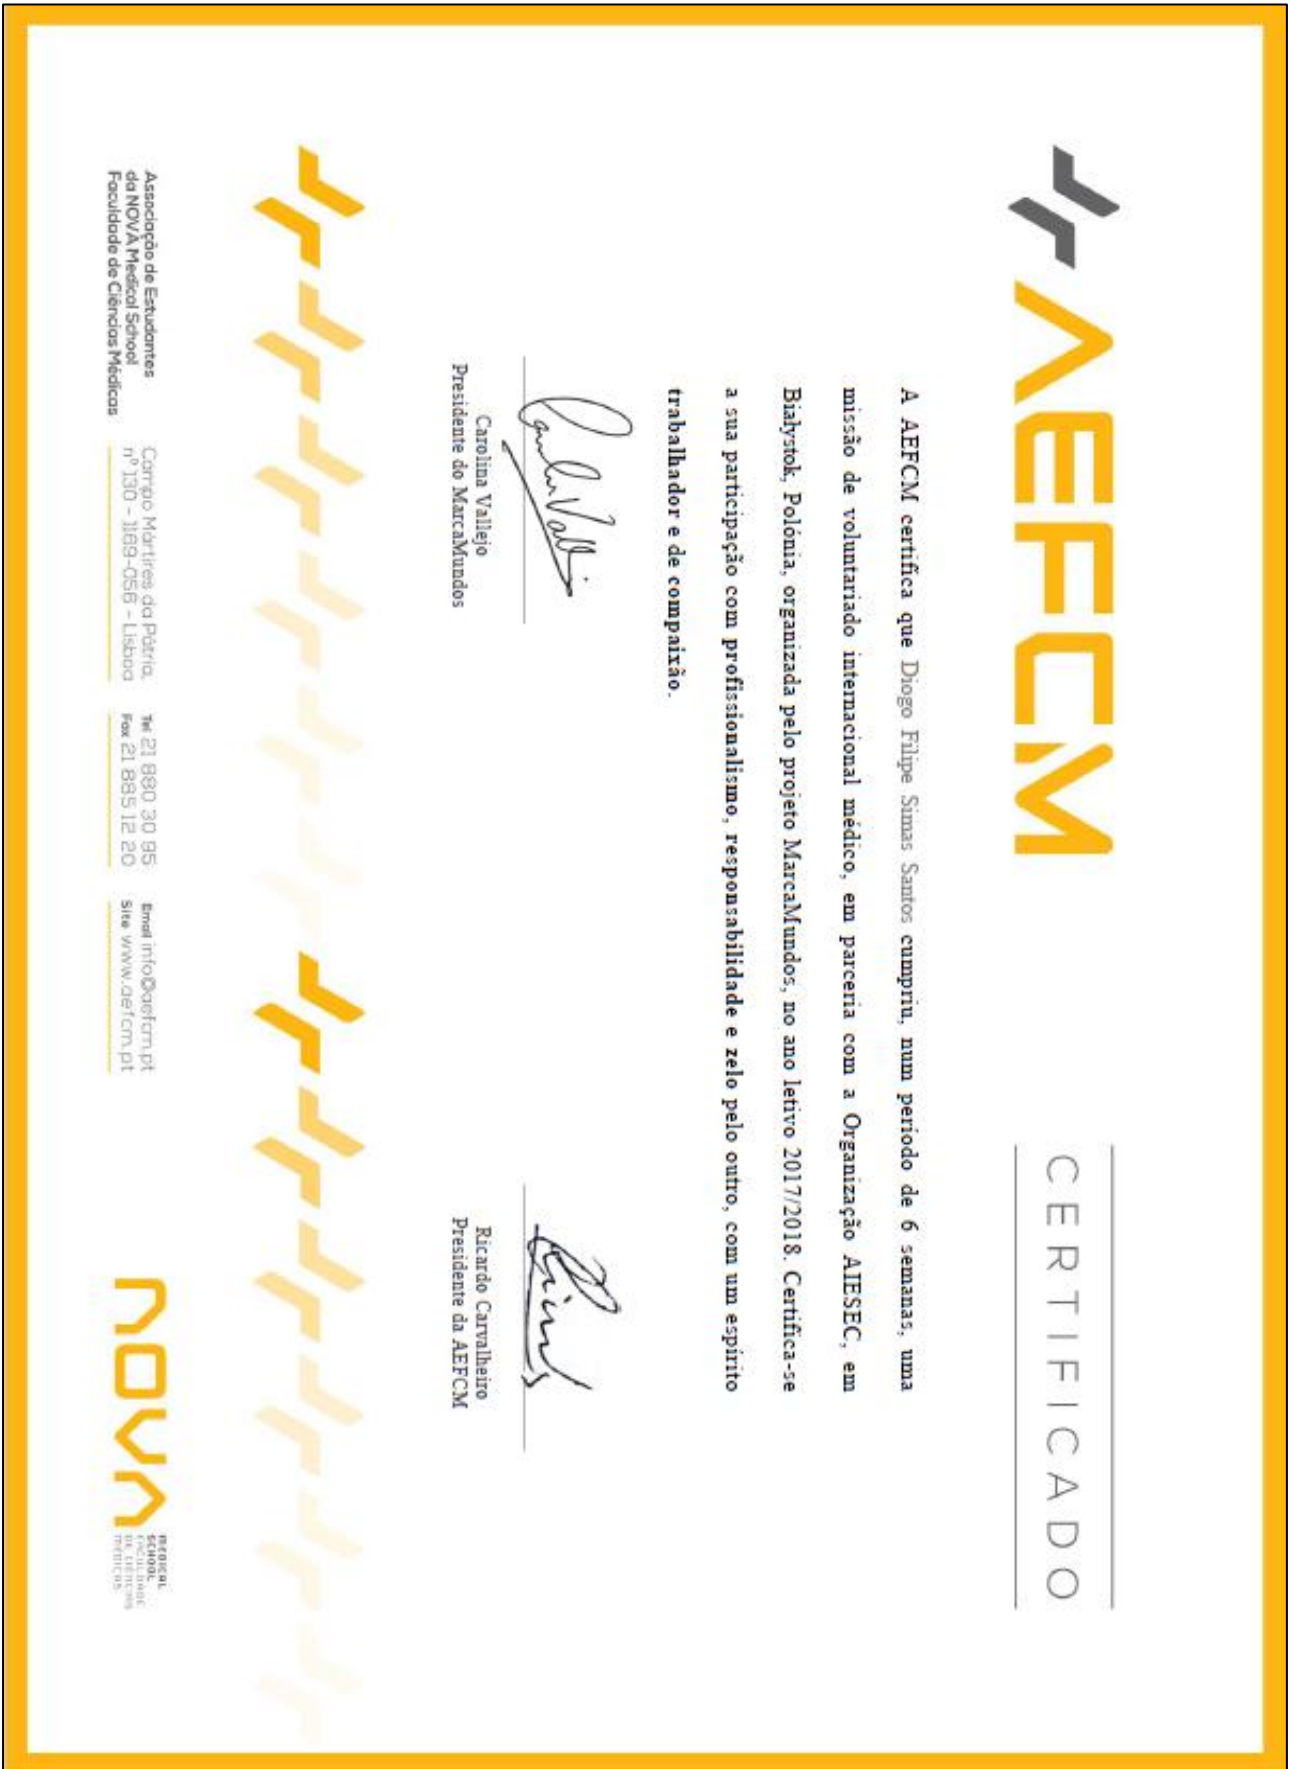 AEFCM
CERTIFICADO
A AEFCM certifica que Diogo Filipe Simas Santos cumpriu, num período de 6 semanas, uma
missão de voluntariado internacional médico, em parceria com a Organização AIESEC, em
Białystok, Polónia, organizada pelo projeto MarcaMundos, no ano letivo 2017/2018. Certifica-se
a sua participação com profissionalismo, responsabilidade e zelo pelo outro, com um espírito
trabalhador e de compaixão.
Carolina Vallejo
Presidente do MarcaMundos
Ricardo Carvalheiro
Presidente da AEFCM
Associação de Estudantes
da NOVA Medical School
Faculdade de Ciências Médicas
Campo Mártires da Pátria,
nº 130 - 1169-056 - Lisboa
Tel 21 880 30 95
Fax 21 885 12 20
Email info@aefcm.pt
Site www.aefcm.pt
NOVA
MEDICAL
SCHOOL
FACULDADE
DE CIÊNCIAS
MÉDICAS